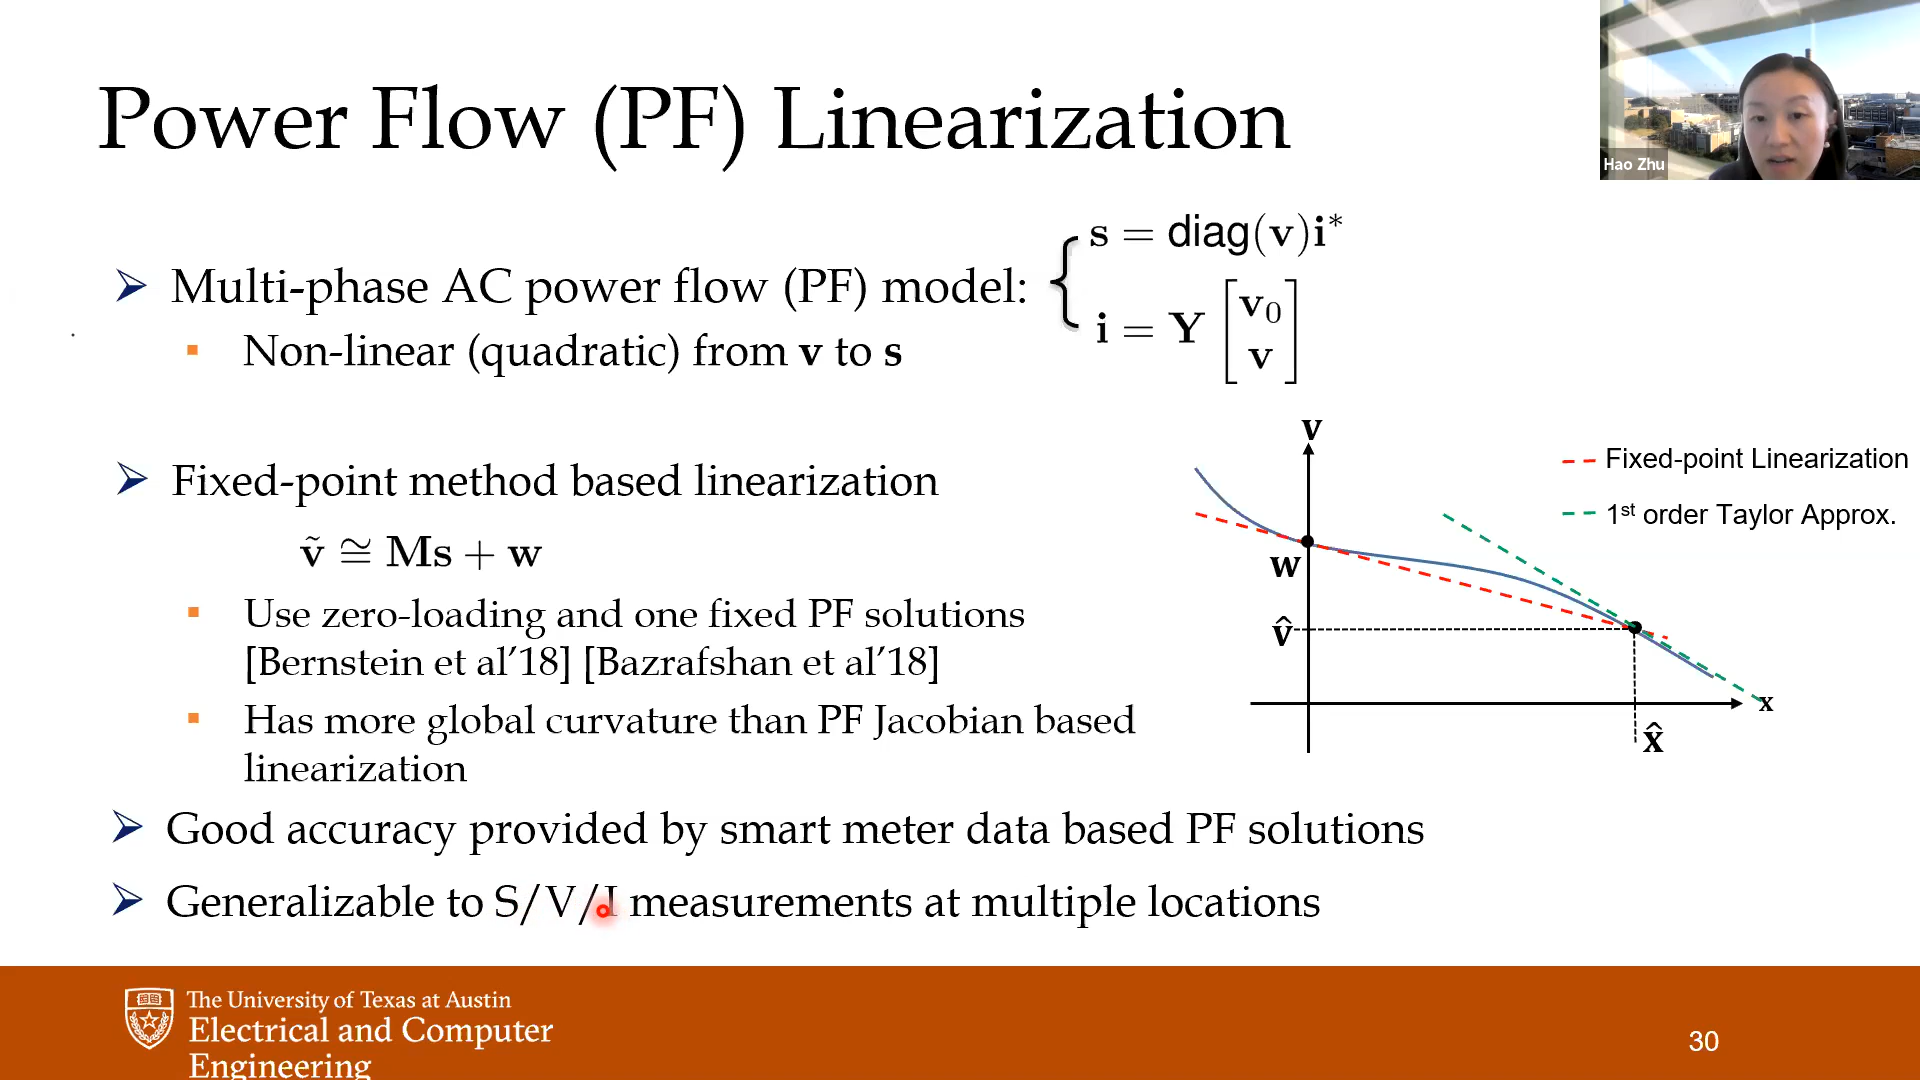 Power Flow (PF) Linearization
Hao Zhu
➢ Multi-phase AC power flow (PF) model:
s = diag(v)i*
i = Y [v₀ v]
▪ Non-linear (quadratic) from v to s
➢ Fixed-point method based linearization
ṽ ≅ Ms + w
▪ Use zero-loading and one fixed PF solutions
[Bernstein et al’18] [Bazrafshan et al’18]
▪ Has more global curvature than PF Jacobian based
linearization
v
Fixed-point Linearization
1st order Taylor Approx.
w
v̂
x
x̂
➢ Good accuracy provided by smart meter data based PF solutions
➢ Generalizable to S/V/I measurements at multiple locations
The University of Texas at Austin
Electrical and Computer
Engineering
30